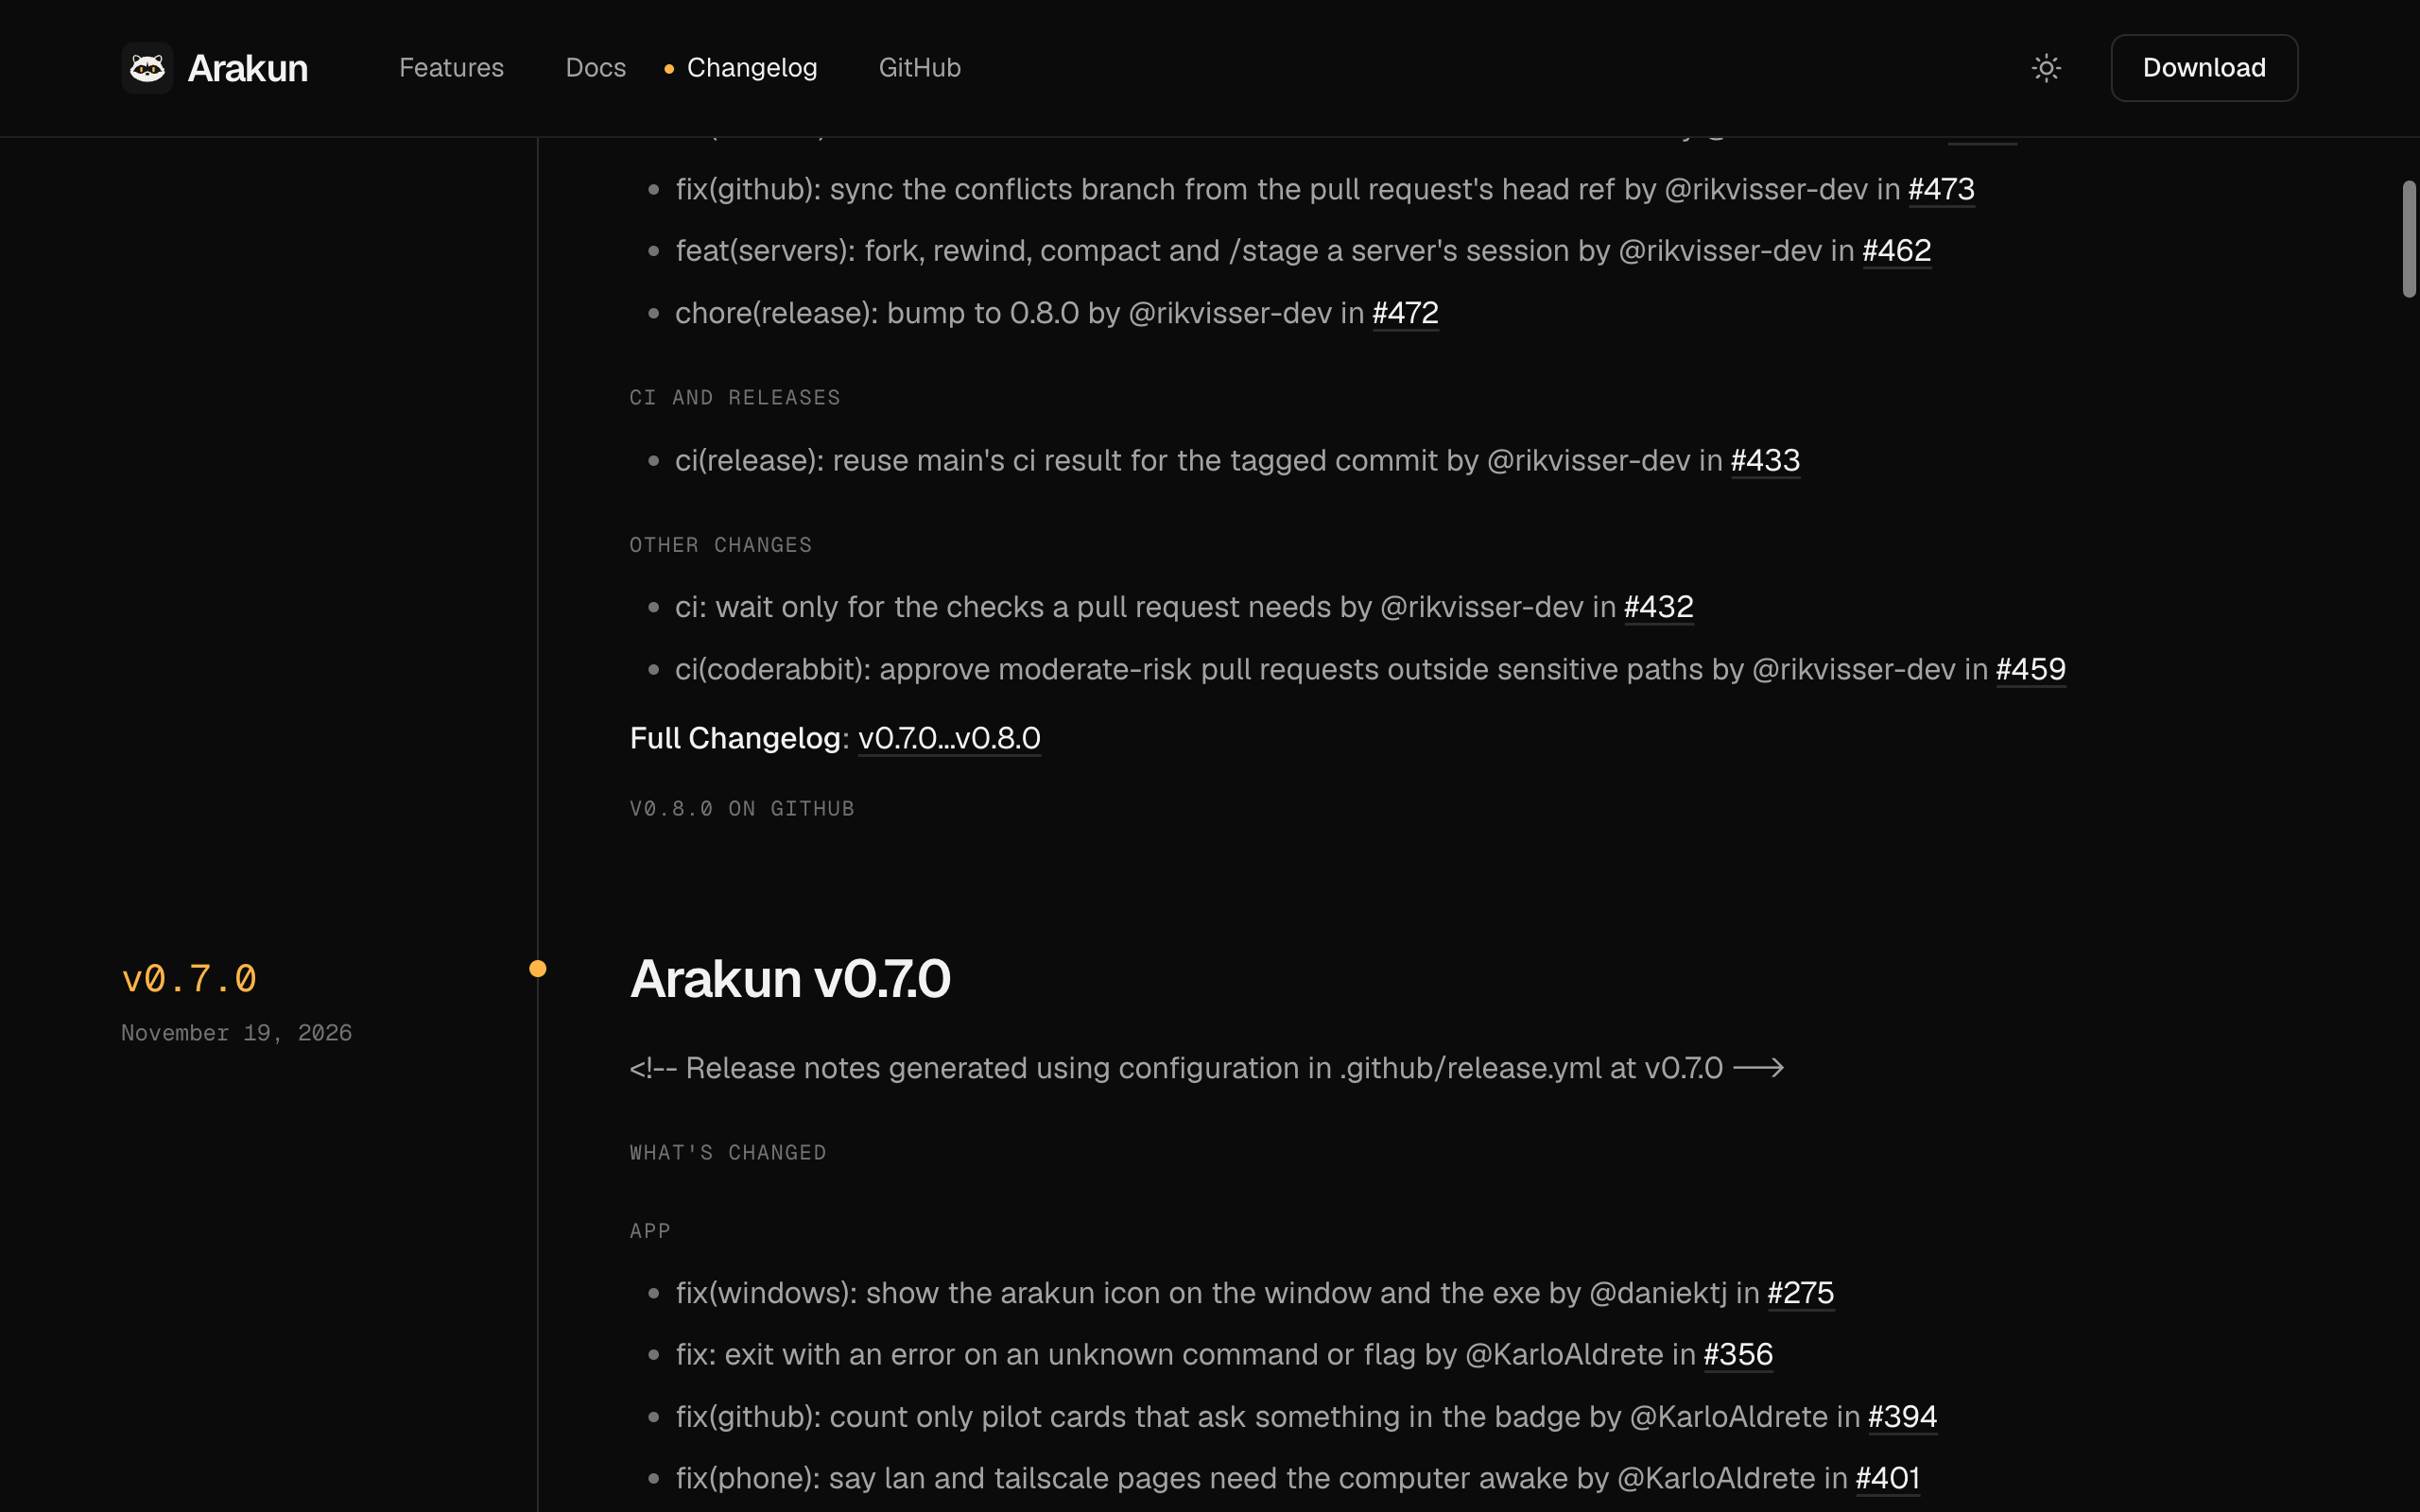 Arakun
Features
Docs
Changelog
GitHub
Download
fix(github): sync the conflicts branch from the pull request's head ref by @rikvisser-dev in #473
feat(servers): fork, rewind, compact and /stage a server's session by @rikvisser-dev in #462
chore(release): bump to 0.8.0 by @rikvisser-dev in #472
CI AND RELEASES
ci(release): reuse main's ci result for the tagged commit by @rikvisser-dev in #433
OTHER CHANGES
ci: wait only for the checks a pull request needs by @rikvisser-dev in #432
ci(coderabbit): approve moderate-risk pull requests outside sensitive paths by @rikvisser-dev in #459
Full Changelog: v0.7.0...v0.8.0
V0.8.0 ON GITHUB
v0.7.0
November 19, 2026
Arakun v0.7.0
<!-- Release notes generated using configuration in .github/release.yml at v0.7.0 -->
WHAT'S CHANGED
APP
fix(windows): show the arakun icon on the window and the exe by @daniektj in #275
fix: exit with an error on an unknown command or flag by @KarloAldrete in #356
fix(github): count only pilot cards that ask something in the badge by @KarloAldrete in #394
fix(phone): say lan and tailscale pages need the computer awake by @KarloAldrete in #401